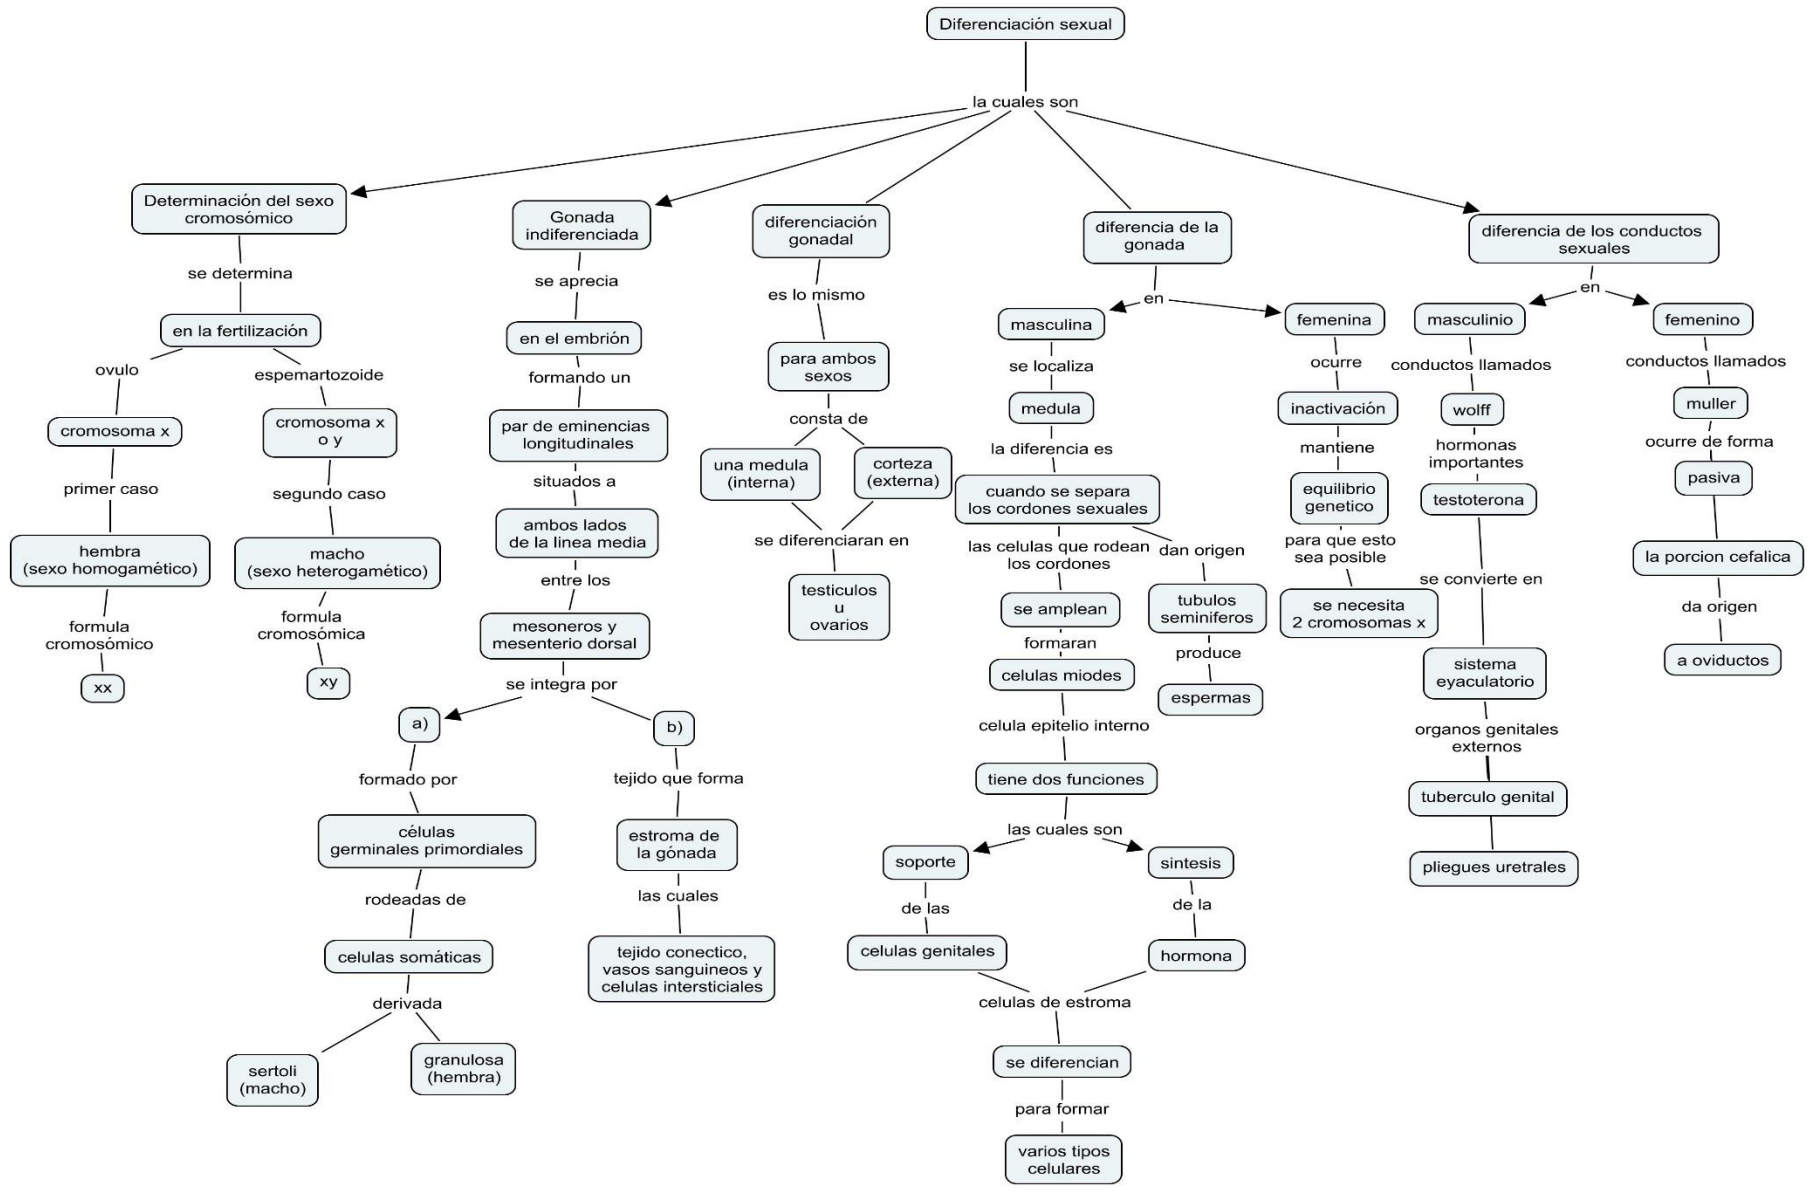 Diferenciación sexual
la cuales son
Determinación del sexo
cromosómico
se determina
en la fertilización
ovulo
cromosoma x
primer caso
hembra
(sexo homogamético)
formula
cromosómico
xx
espemartozoide
cromosoma x
o y
segundo caso
macho
(sexo heterogamético)
formula
cromosómica
xy
Gonada
indiferenciada
se aprecia
en el embrión
formando un
par de eminencias
longitudinales
situados a
ambos lados
de la linea media
entre los
mesoneros y
mesenterio dorsal
se integra por
a)
formado por
células
germinales primordiales
rodeadas de
celulas somáticas
derivada
sertoli
(macho)
granulosa
(hembra)
b)
tejido que forma
estroma de
la gónada
las cuales
tejido conectico,
vasos sanguineos y
celulas intersticiales
diferenciación
gonadal
es lo mismo
para ambos
sexos
consta de
una medula
(interna)
corteza
(externa)
se diferenciaran en
testiculos
u
ovarios
diferencia de la
gonada
en
masculina
se localiza
medula
la diferencia es
cuando se separa
los cordones sexuales
las celulas que rodean
los cordones
se amplean
formaran
celulas miodes
celula epitelio interno
tiene dos funciones
las cuales son
soporte
de las
celulas genitales
sintesis
de la
hormona
celulas de estroma
se diferencian
para formar
varios tipos
celulares
dan origen
tubulos
seminiferos
produce
espermas
femenina
ocurre
inactivación
mantiene
equilibrio
genetico
para que esto
sea posible
se necesita
2 cromosomas x
diferencia de los conductos
sexuales
en
masculinio
conductos llamados
wolff
hormonas
importantes
testoterona
se convierte en
sistema
eyaculatorio
organos genitales
externos
tuberculo genital
pliegues uretrales
femenino
conductos llamados
muller
ocurre de forma
pasiva
la porcion cefalica
da origen
a oviductos